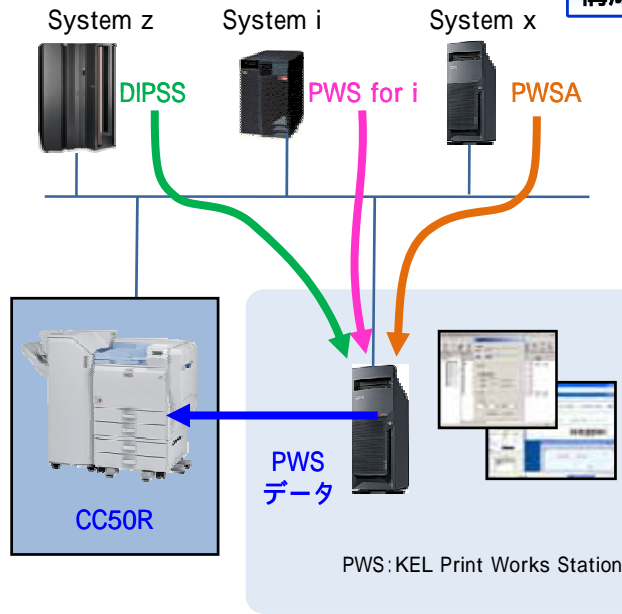 System z
System i
System x
DIPSS
PWS for i
PWSA
PWS
データ
CC50R
PWS:KEL Print Works Station